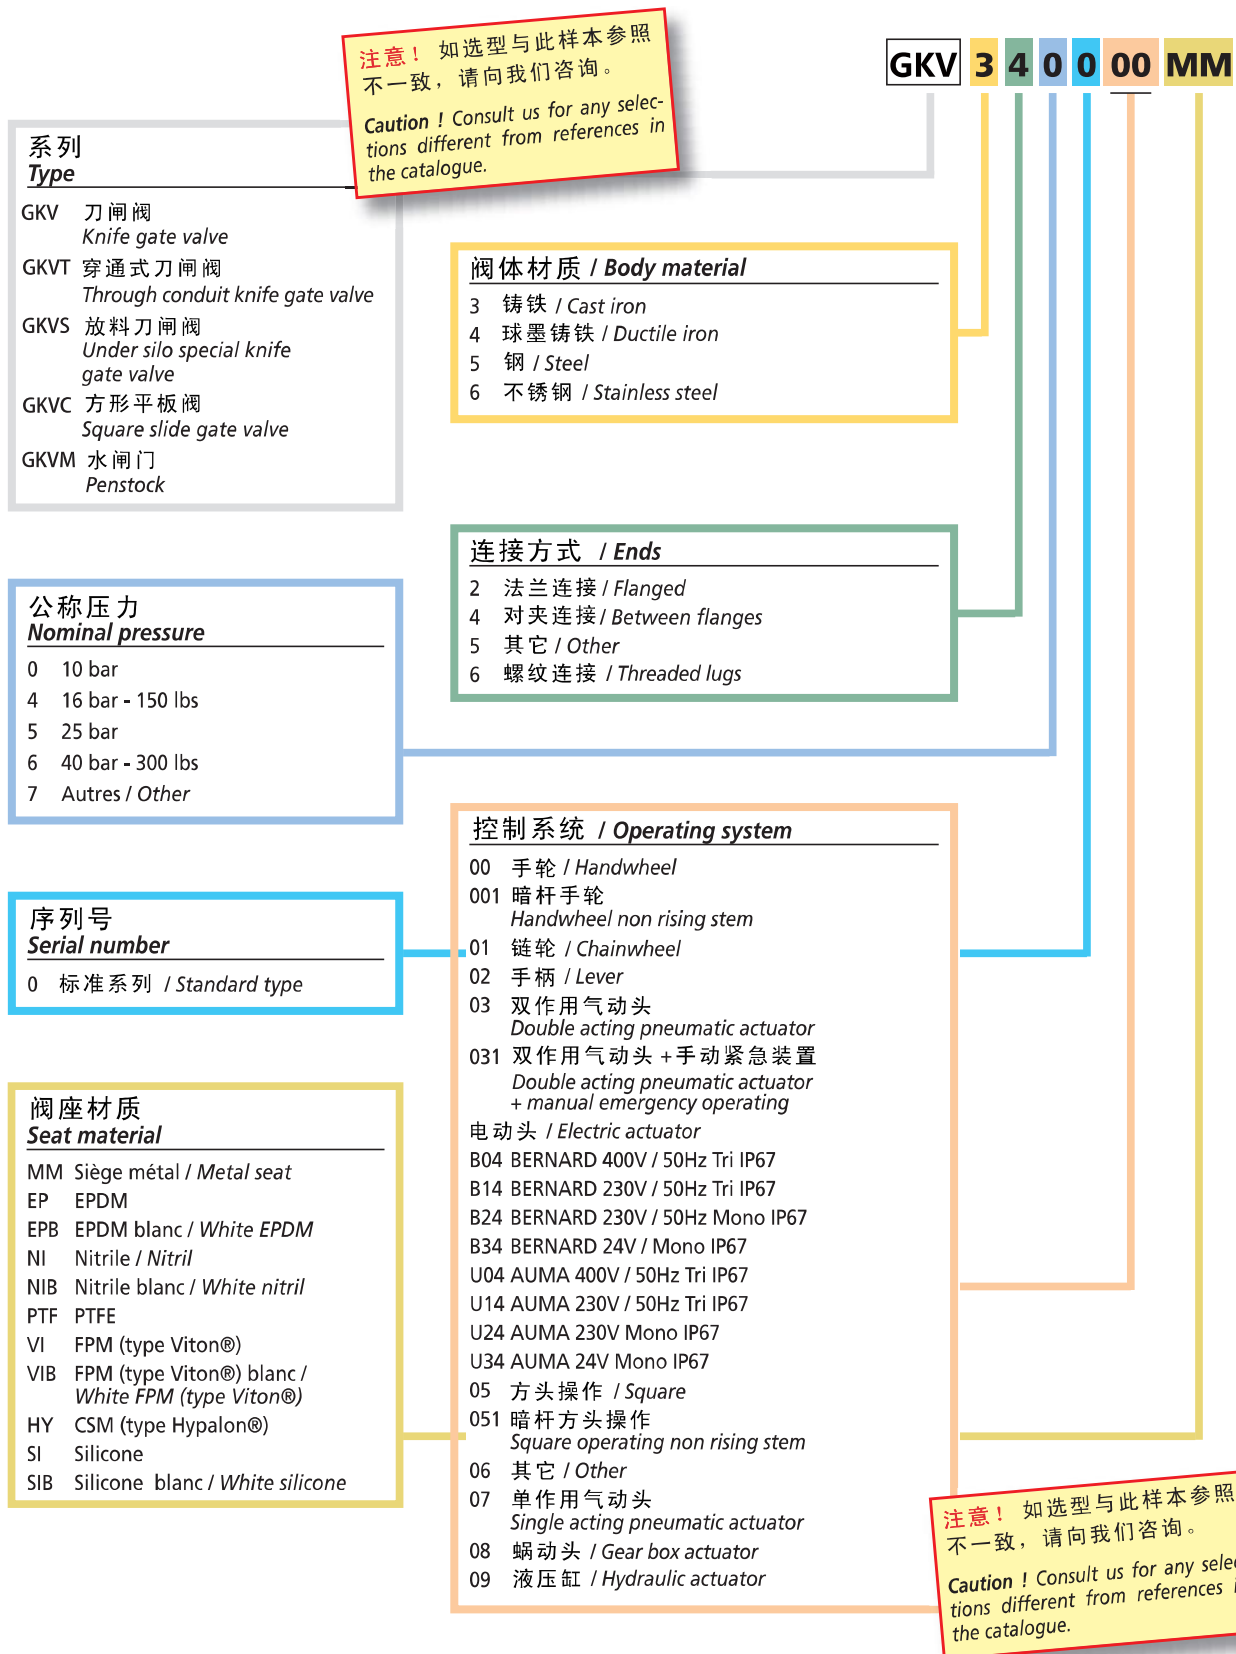 注意！ 如选型与此样本参照
不一致，请向我们咨询。
Caution ! Consult us for any selec-
tions different from references in
the catalogue.
GKV 3 4 0 0 00 MM
系列
Type
GKV 刀闸阀
Knife gate valve
GKVT 穿通式刀闸阀
Through conduit knife gate valve
GKVS 放料刀闸阀
Under silo special knife
gate valve
GKVC 方形平板阀
Square slide gate valve
GKVM 水闸门
Penstock
阀体材质 / Body material
3 铸铁 / Cast iron
4 球墨铸铁 / Ductile iron
5 钢 / Steel
6 不锈钢 / Stainless steel
连接方式 / Ends
2 法兰连接 / Flanged
4 对夹连接 / Between flanges
5 其它 / Other
6 螺纹连接 / Threaded lugs
公称压力
Nominal pressure
0 10 bar
4 16 bar - 150 lbs
5 25 bar
6 40 bar - 300 lbs
7 Autres / Other
序列号
Serial number
0 标准系列 / Standard type
阀座材质
Seat material
MM Siège métal / Metal seat
EP EPDM
EPB EPDM blanc / White EPDM
NI Nitrile / Nitril
NIB Nitrile blanc / White nitril
PTF PTFE
VI FPM (type Viton®)
VIB FPM (type Viton®) blanc /
White FPM (type Viton®)
HY CSM (type Hypalon®)
SI Silicone
SIB Silicone blanc / White silicone
控制系统 / Operating system
00 手轮 / Handwheel
001 暗杆手轮
Handwheel non rising stem
01 链轮 / Chainwheel
02 手柄 / Lever
03 双作用气动头
Double acting pneumatic actuator
031 双作用气动头 +手动紧急装置
Double acting pneumatic actuator
+ manual emergency operating
电动头 / Electric actuator
B04 BERNARD 400V / 50Hz Tri IP67
B14 BERNARD 230V / 50Hz Tri IP67
B24 BERNARD 230V / 50Hz Mono IP67
B34 BERNARD 24V / Mono IP67
U04 AUMA 400V / 50Hz Tri IP67
U14 AUMA 230V / 50Hz Tri IP67
U24 AUMA 230V Mono IP67
U34 AUMA 24V Mono IP67
05 方头操作 / Square
051 暗杆方头操作
Square operating non rising stem
06 其它 / Other
07 单作用气动头
Single acting pneumatic actuator
08 蜗动头 / Gear box actuator
09 液压缸 / Hydraulic actuator
注意！ 如选型与此样本参照
不一致，请向我们咨询。
Caution ! Consult us for any selec
tions different from references
the catalogue.